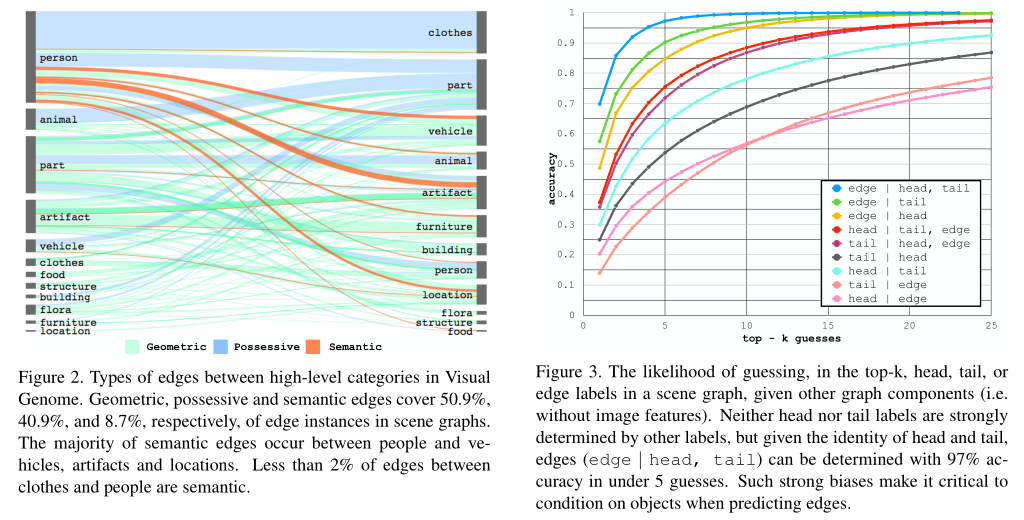 person
animal
part
artifact
vehicle
clothes
food
structure
building
flora
furniture
location
clothes
part
vehicle
animal
artifact
furniture
building
person
location
flora
structure
food
Geometric Possessive Semantic
Figure 2. Types of edges between high-level categories in Visual
Genome. Geometric, possessive and semantic edges cover 50.9%,
40.9%, and 8.7%, respectively, of edge instances in scene graphs.
The majority of semantic edges occur between people and ve-
hicles, artifacts and locations. Less than 2% of edges between
clothes and people are semantic.
1
0.9
0.8
0.7
0.6
0.5
0.4
0.3
0.2
0.1
0
accuracy
0 5 10 15 20 25
top - k guesses
edge | head, tail
edge | tail
edge | head
head | tail, edge
tail | head, edge
tail | head
head | tail
tail | edge
head | edge
Figure 3. The likelihood of guessing, in the top-k, head, tail, or
edge labels in a scene graph, given other graph components (i.e.
without image features). Neither head nor tail labels are strongly
determined by other labels, but given the identity of head and tail,
edges (edge | head, tail) can be determined with 97% ac-
curacy in under 5 guesses. Such strong biases make it critical to
condition on objects when predicting edges.